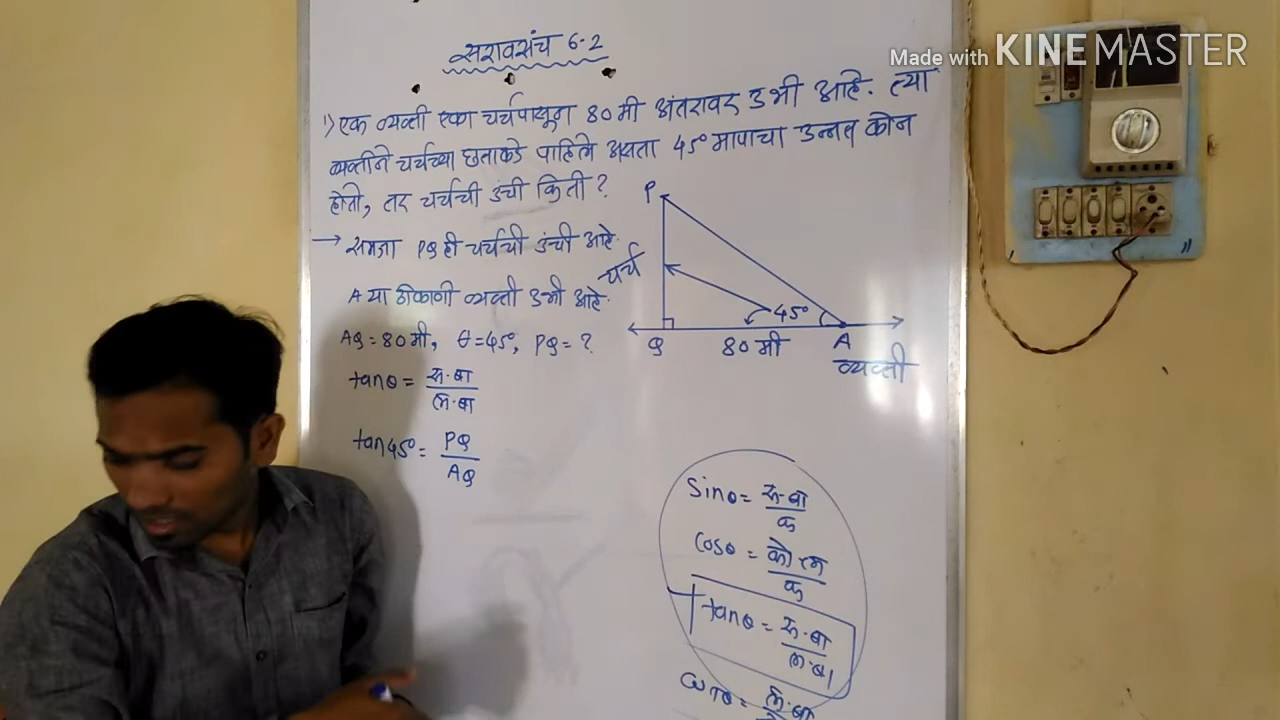 Made with KINEMASTER
सरावसंच 6.2
1) एक व्यक्ती एका चर्चपासून 80 मी अंतरावर उभी आहे. त्या
व्यक्तीने चर्चच्या छताकडे पाहिले असता 45° मापाचा उन्नत कोन
होतो, तर चर्चची उंची किती?
→ समजा PQ ही चर्चची उंची आहे.
A या ठिकाणी व्यक्ती उभी आहे.
AQ = 80 मी, θ = 45°, PQ = ?
tanθ = स.बा / ल.बा
tan45° = PQ / AQ
P
चर्च
45°
Q 80 मी A
व्यक्ती
Sinθ = स.बा / क
Cosθ = / क
tanθ = स.बा / ल.बा
ल.बा